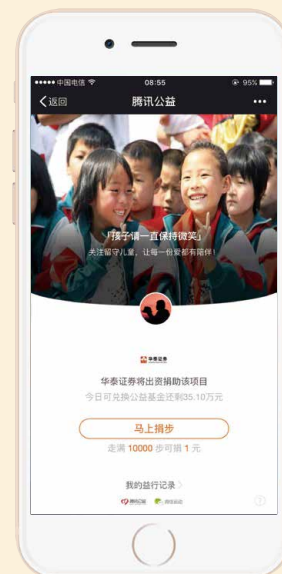 中国电信
08:55
95%
返回
腾讯公益
「孩子请一直保持微笑」
关注留守儿童，让每一份爱都有陪伴！
华泰证券
华泰证券将出资捐助该项目
今日可兑换公益基金还剩35.10万元
马上捐步
走满 10000 步可捐 1 元
我的益行记录
腾讯公益